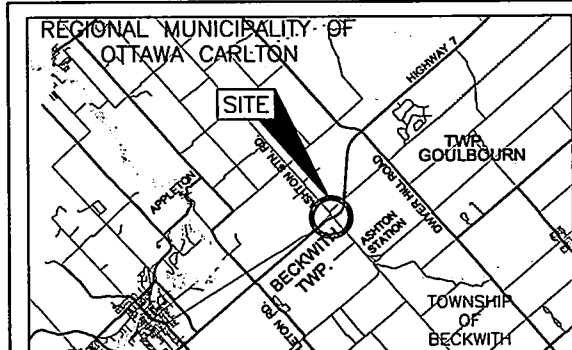 REGIONAL MUNICIPALITY OF
OTTAWA CARLTON
HIGHWAY 7
SITE
TWP.
GOULBOURN
ASHTON STN. RD.
DWYER HILL ROAD
APPLETON
ASHTON
STATION
BECKWITH
TWP.
TOWNSHIP
OF
BECKWITH
RD.